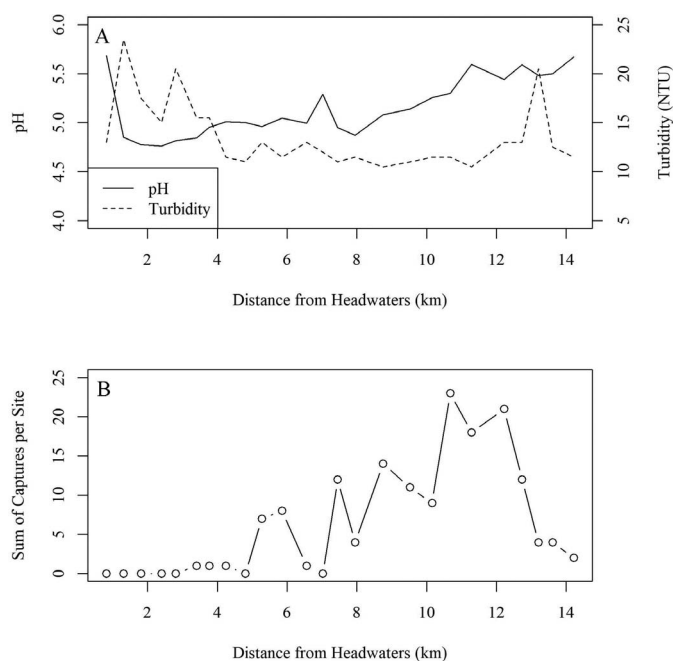 A
6.0
5.5
5.0
4.5
4.0
pH
25
20
15
10
5
Turbidity (NTU)
pH
Turbidity
2 4 6 8 10 12 14
Distance from Headwaters (km)
B
25
20
15
10
5
0
Sum of Captures per Site
2 4 6 8 10 12 14
Distance from Headwaters (km)